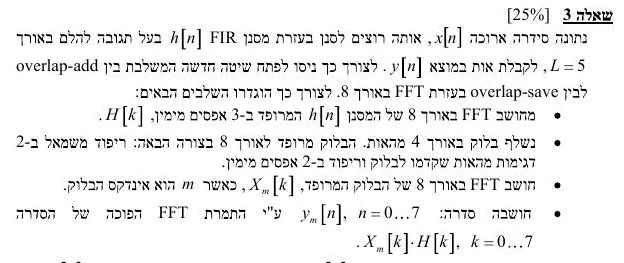 שאלה 3 [25%]
נתונה סידרה ארוכה x[n], אותה רוצים לסנן בעזרת מסנן FIR h[n] בעל תגובה להלם באורך
L = 5, לקבלת אות במוצא y[n]. לצורך כך ניסו לפתח שיטה חדשה המשלבת בין overlap-add
לבין overlap-save בעזרת FFT באורך 8. לצורך כך הוגדרו השלבים הבאים:
• מחושב FFT באורך 8 של המסנן h[n] המרופד ב-3 אפסים מימין, H[k].
• נשלף בלוק באורך 4 מהאות. הבלוק מרופד לאורך 8 בצורה הבאה: ריפוד משמאל ב-2
דגימות מהאות שקדמו לבלוק וריפוד ב-2 אפסים מימין.
• חושב FFT באורך 8 של הבלוק המרופד, X_m[k], כאשר m הוא אינדקס הבלוק.
• חושבה סדרה: y_m[n], n = 0...7 ע"י התמרת FFT הפוכה של הסדרה
X_m[k]·H[k], k = 0...7.